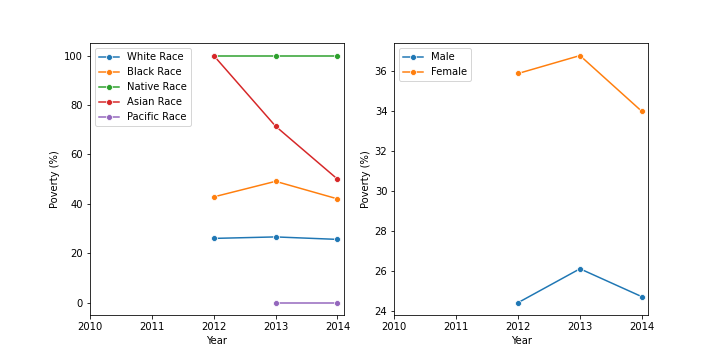 White Race
Black Race
Native Race
Asian Race
Pacific Race
100
80
60
40
20
0
Poverty (%)
2010 2011 2012 2013 2014
Year
Male
Female
36
34
32
30
28
26
24
Poverty (%)
2010 2011 2012 2013 2014
Year